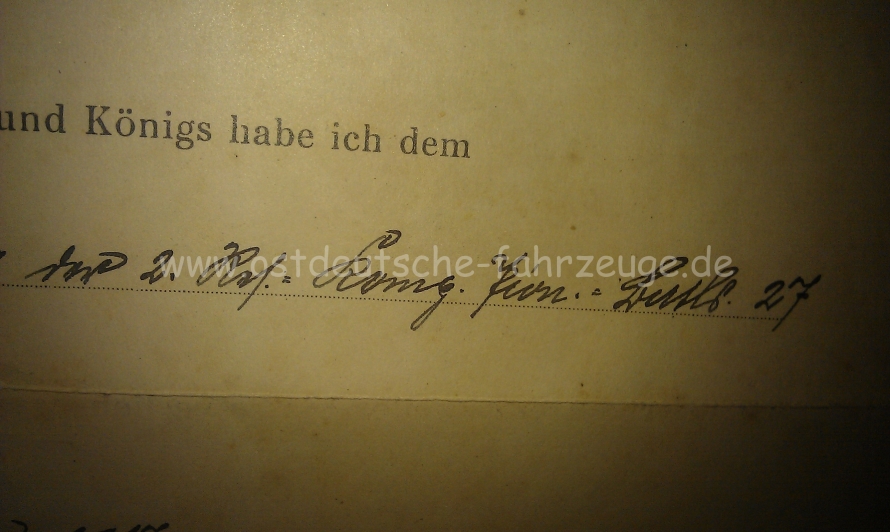 und Königs habe ich dem
der 2. Res.= Komp. Pion.= Batls. 27
www.ostdeutsche-fahrzeuge.de